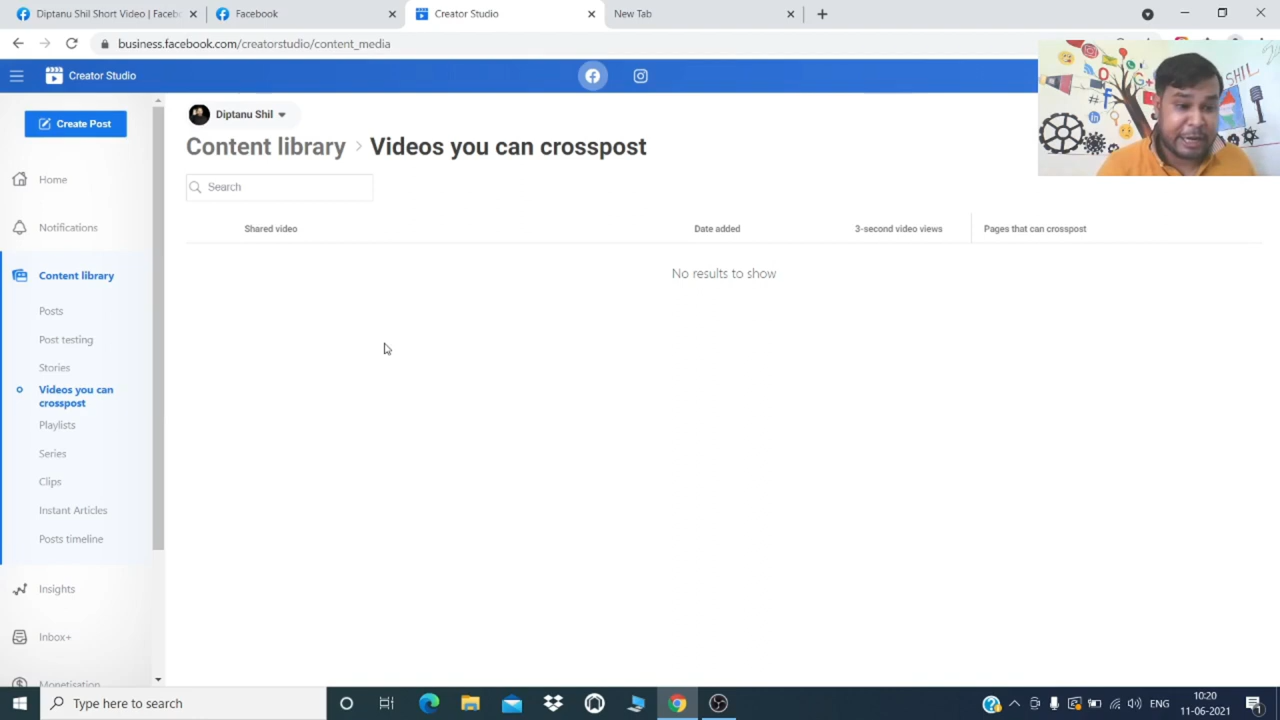 Diptanu Shil Short Video | Faceb
Facebook
Creator Studio
New Tab
business.facebook.com/creatorstudio/content_media
Creator Studio
Diptanu Shil
Create Post
Content library > Videos you can crosspost
Search
Shared video
Date added
3-second video views
Pages that can crosspost
No results to show
Home
Notifications
Content library
Posts
Post testing
Stories
Videos you can
crosspost
Playlists
Series
Clips
Instant Articles
Posts timeline
Insights
Inbox+
Monetisation
SHIL
Type here to search
ENG
10:20
11-06-2021
1